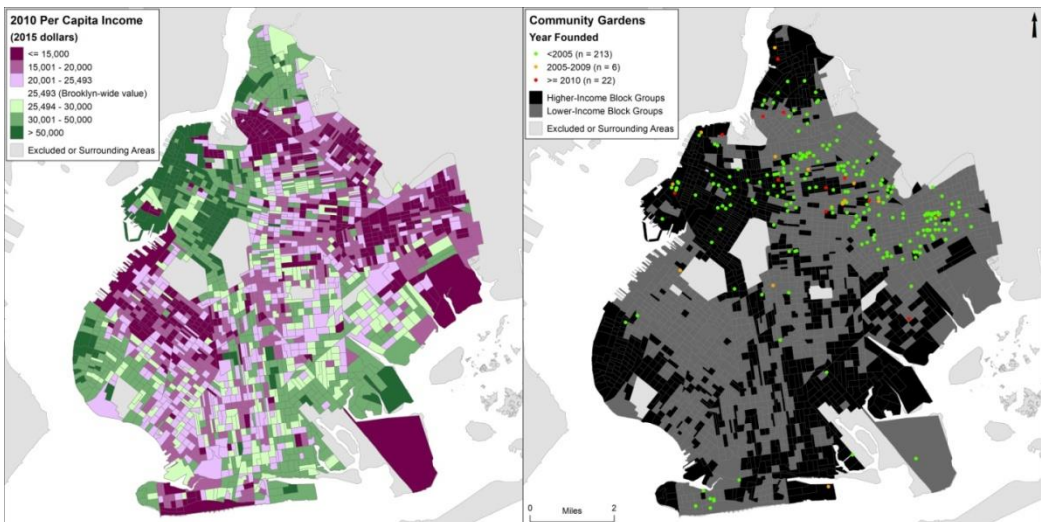 2010 Per Capita Income
(2015 dollars)
<= 15,000
15,001 - 20,000
20,001 - 25,493
25,493 (Brooklyn-wide value)
25,494 - 30,000
30,001 - 50,000
> 50,000
Excluded or Surrounding Areas
Community Gardens
Year Founded
<2005 (n = 213)
2005-2009 (n = 6)
>= 2010 (n = 22)
Higher-Income Block Groups
Lower-Income Block Groups
Excluded or Surrounding Areas
0 2
Miles